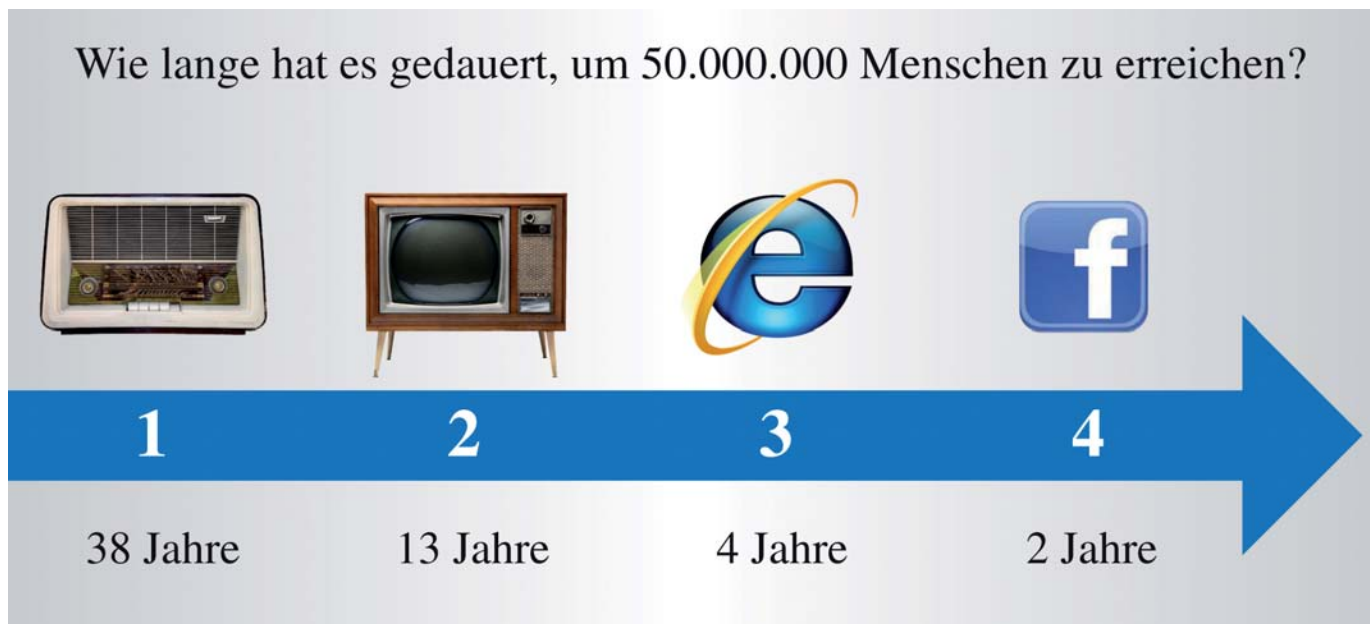 Wie lange hat es gedauert, um 50.000.000 Menschen zu erreichen?
1 2 3 4
38 Jahre 13 Jahre 4 Jahre 2 Jahre